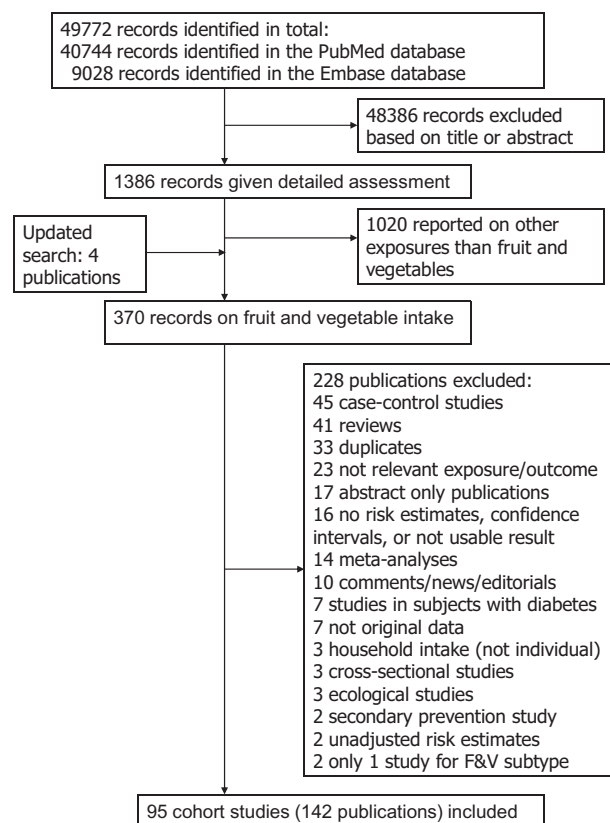 49772 records identified in total:
40744 records identified in the PubMed database
9028 records identified in the Embase database
48386 records excluded
based on title or abstract
1386 records given detailed assessment
Updated
search: 4
publications
1020 reported on other
exposures than fruit and
vegetables
370 records on fruit and vegetable intake
228 publications excluded:
45 case-control studies
41 reviews
33 duplicates
23 not relevant exposure/outcome
17 abstract only publications
16 no risk estimates, confidence
intervals, or not usable result
14 meta-analyses
10 comments/news/editorials
7 studies in subjects with diabetes
7 not original data
3 household intake (not individual)
3 cross-sectional studies
3 ecological studies
2 secondary prevention study
2 unadjusted risk estimates
2 only 1 study for F&V subtype
95 cohort studies (142 publications) included